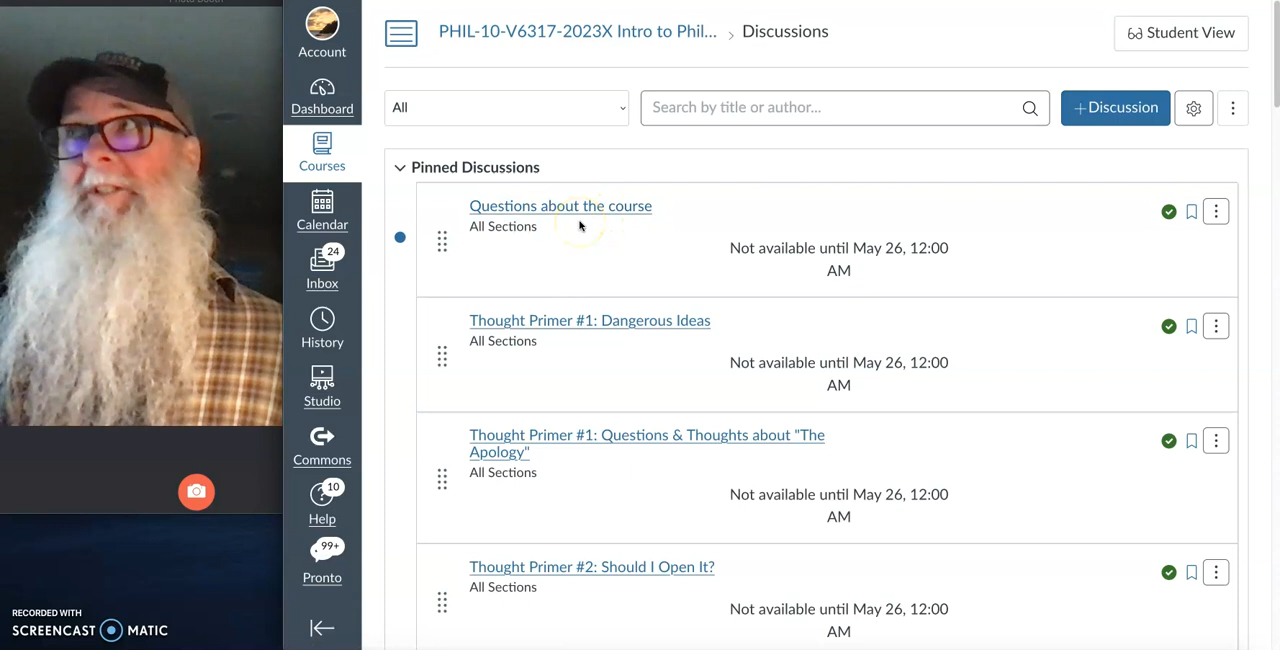 Account
Dashboard
Courses
Calendar
24
Inbox
History
Studio
Commons
10
Help
99+
Pronto
PHIL-10-V6317-2023X Intro to Phil... > Discussions
Student View
All
Search by title or author...
+Discussion
Pinned Discussions
Questions about the course
All Sections
Not available until May 26, 12:00
AM
Thought Primer #1: Dangerous Ideas
All Sections
Not available until May 26, 12:00
AM
Thought Primer #1: Questions & Thoughts about "The
Apology"
All Sections
Not available until May 26, 12:00
AM
Thought Primer #2: Should I Open It?
All Sections
Not available until May 26, 12:00
AM
RECORDED WITH
SCREENCAST MATIC